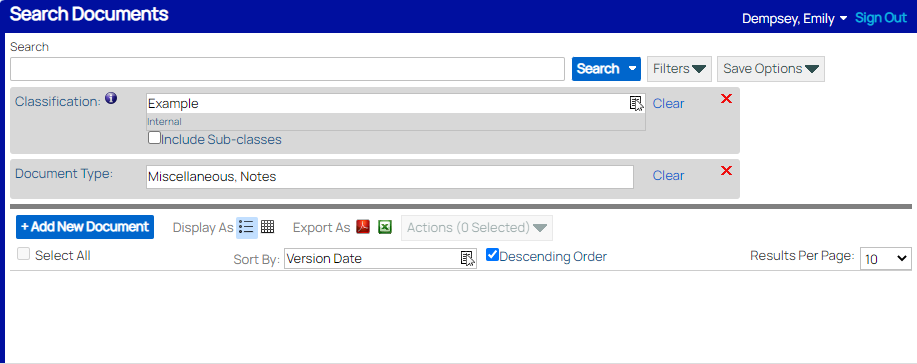 Search Documents
Dempsey, Emily Sign Out
Search
Search Filters Save Options
Classification: Example Clear
Internal
Include Sub-classes
Document Type: Miscellaneous, Notes Clear
+ Add New Document Display As Export As Actions (0 Selected)
Select All Sort By: Version Date Descending Order Results Per Page: 10